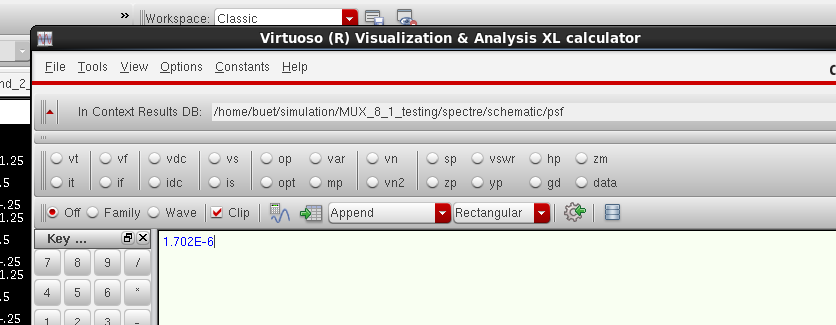 » Workspace: Classic
Virtuoso (R) Visualization & Analysis XL calculator
File Tools View Options Constants Help
nd_2_
In Context Results DB: /home/buet/simulation/MUX_8_1_testing/spectre/schematic/psf
vt vf vdc vs op var vn sp vswr hp zm
it if idc is opt mp vn2 zp yp gd data
Off Family Wave Clip Append Rectangular
Key ...
1.702E-6
7 8 9 /
4 5 6 *
1 2 3 -
1.25
.5
-.25
1.25
.5
-.25
1.25
.5
-.25